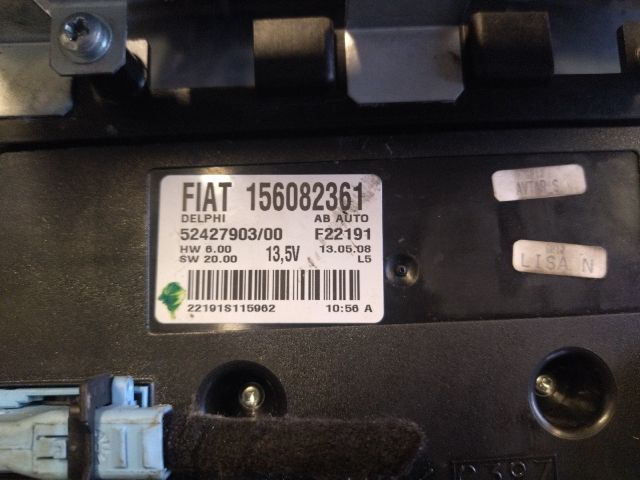 FIAT 156082361
DELPHI AB AUTO
52427903/00 F22191
HW 6.00 13,5V 13.05.08
SW 20.00 L5
22191S115962 10:56 A
LISA N